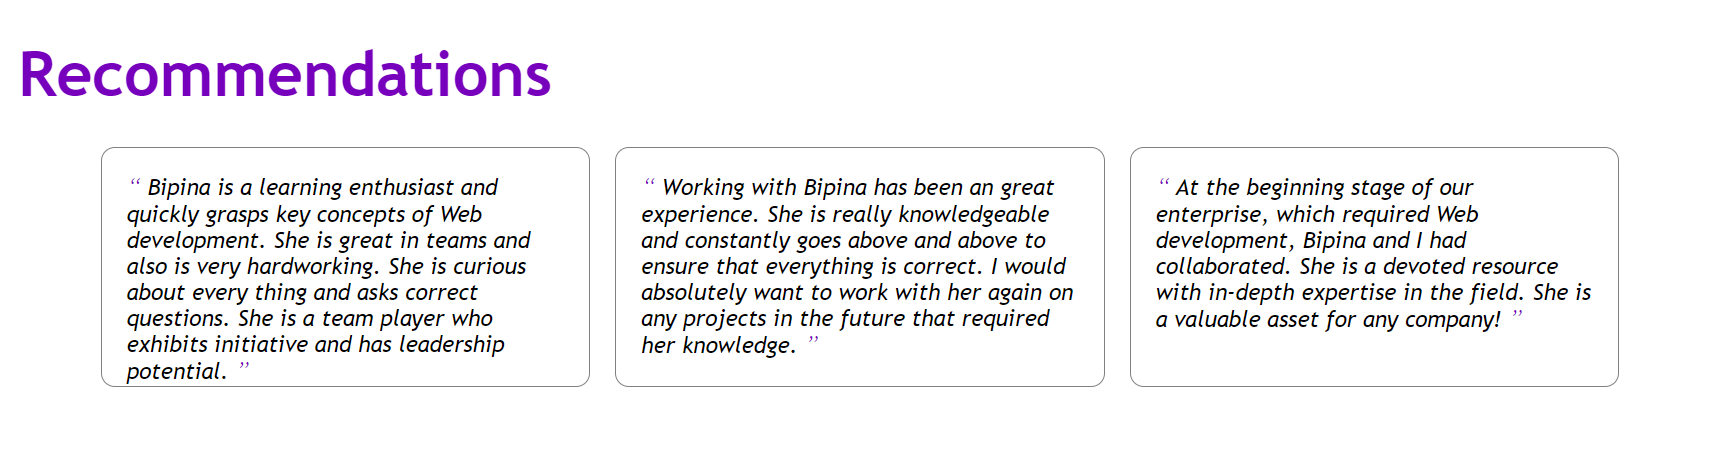 Recommendations
“ Bipina is a learning enthusiast and
quickly grasps key concepts of Web
development. She is great in teams and
also is very hardworking. She is curious
about every thing and asks correct
questions. She is a team player who
exhibits initiative and has leadership
potential. ”
“ Working with Bipina has been an great
experience. She is really knowledgeable
and constantly goes above and above to
ensure that everything is correct. I would
absolutely want to work with her again on
any projects in the future that required
her knowledge. ”
“ At the beginning stage of our
enterprise, which required Web
development, Bipina and I had
collaborated. She is a devoted resource
with in-depth expertise in the field. She is
a valuable asset for any company! ”